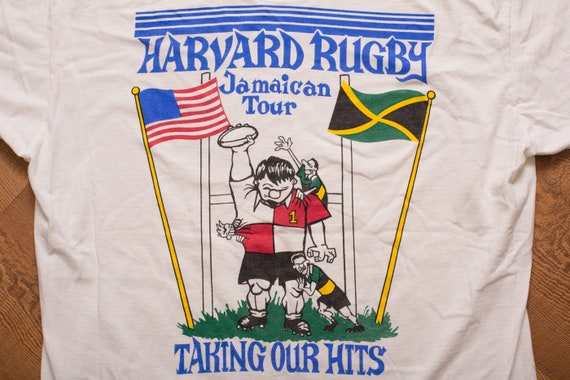 HARVARD RUGBY
Jamaican
Tour
1
TAKING OUR HITS